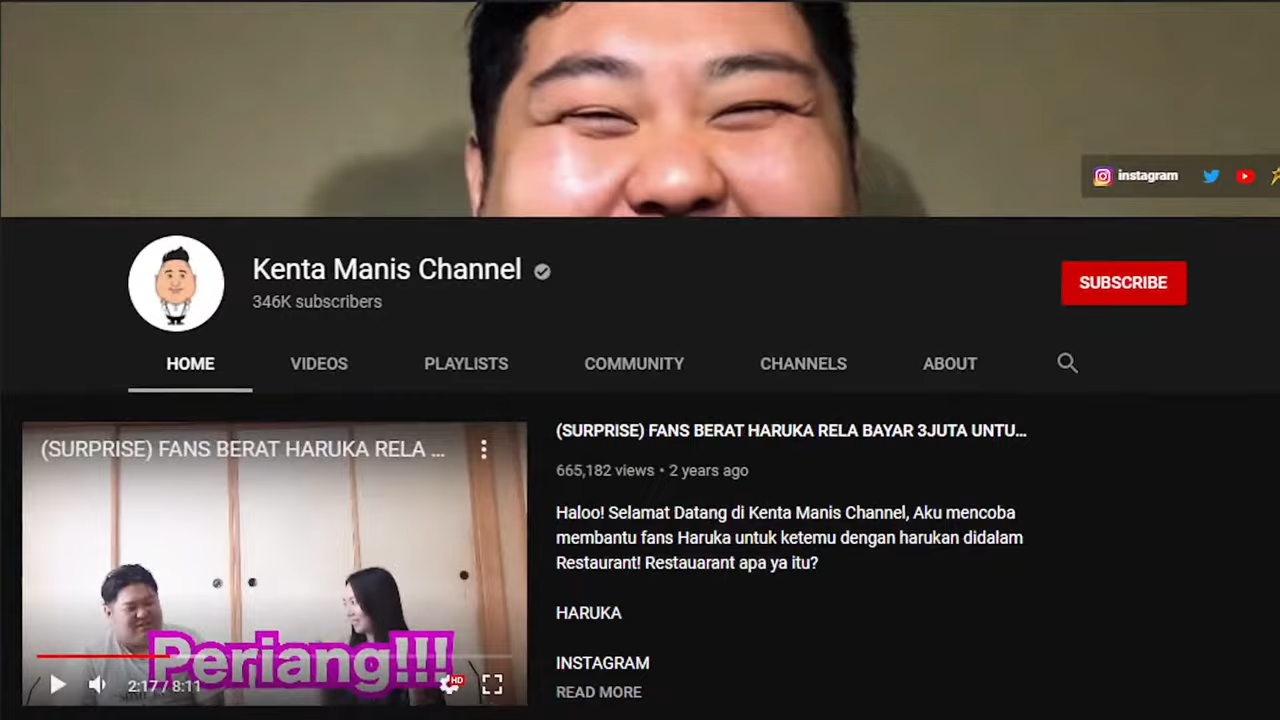 instagram
Kenta Manis Channel
346K subscribers
SUBSCRIBE
HOME
VIDEOS
PLAYLISTS
COMMUNITY
CHANNELS
ABOUT
(SURPRISE) FANS BERAT HARUKA RELA ...
Periang!!!
2:17 / 8:11
HD
(SURPRISE) FANS BERAT HARUKA RELA BAYAR 3JUTA UNTU...
665,182 views • 2 years ago
Haloo! Selamat Datang di Kenta Manis Channel, Aku mencoba
membantu fans Haruka untuk ketemu dengan harukan didalam
Restaurant! Restauarant apa ya itu?
HARUKA
INSTAGRAM
READ MORE